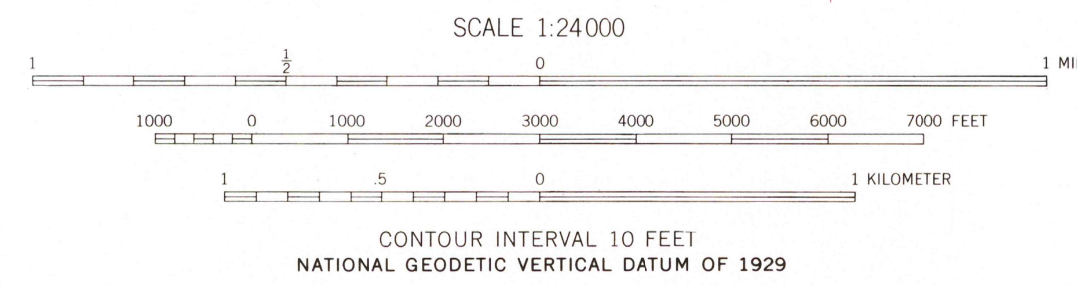 SCALE 1:24000
1 1/2 0 1 MI
1000 0 1000 2000 3000 4000 5000 6000 7000 FEET
1 .5 0 1 KILOMETER
CONTOUR INTERVAL 10 FEET
NATIONAL GEODETIC VERTICAL DATUM OF 1929